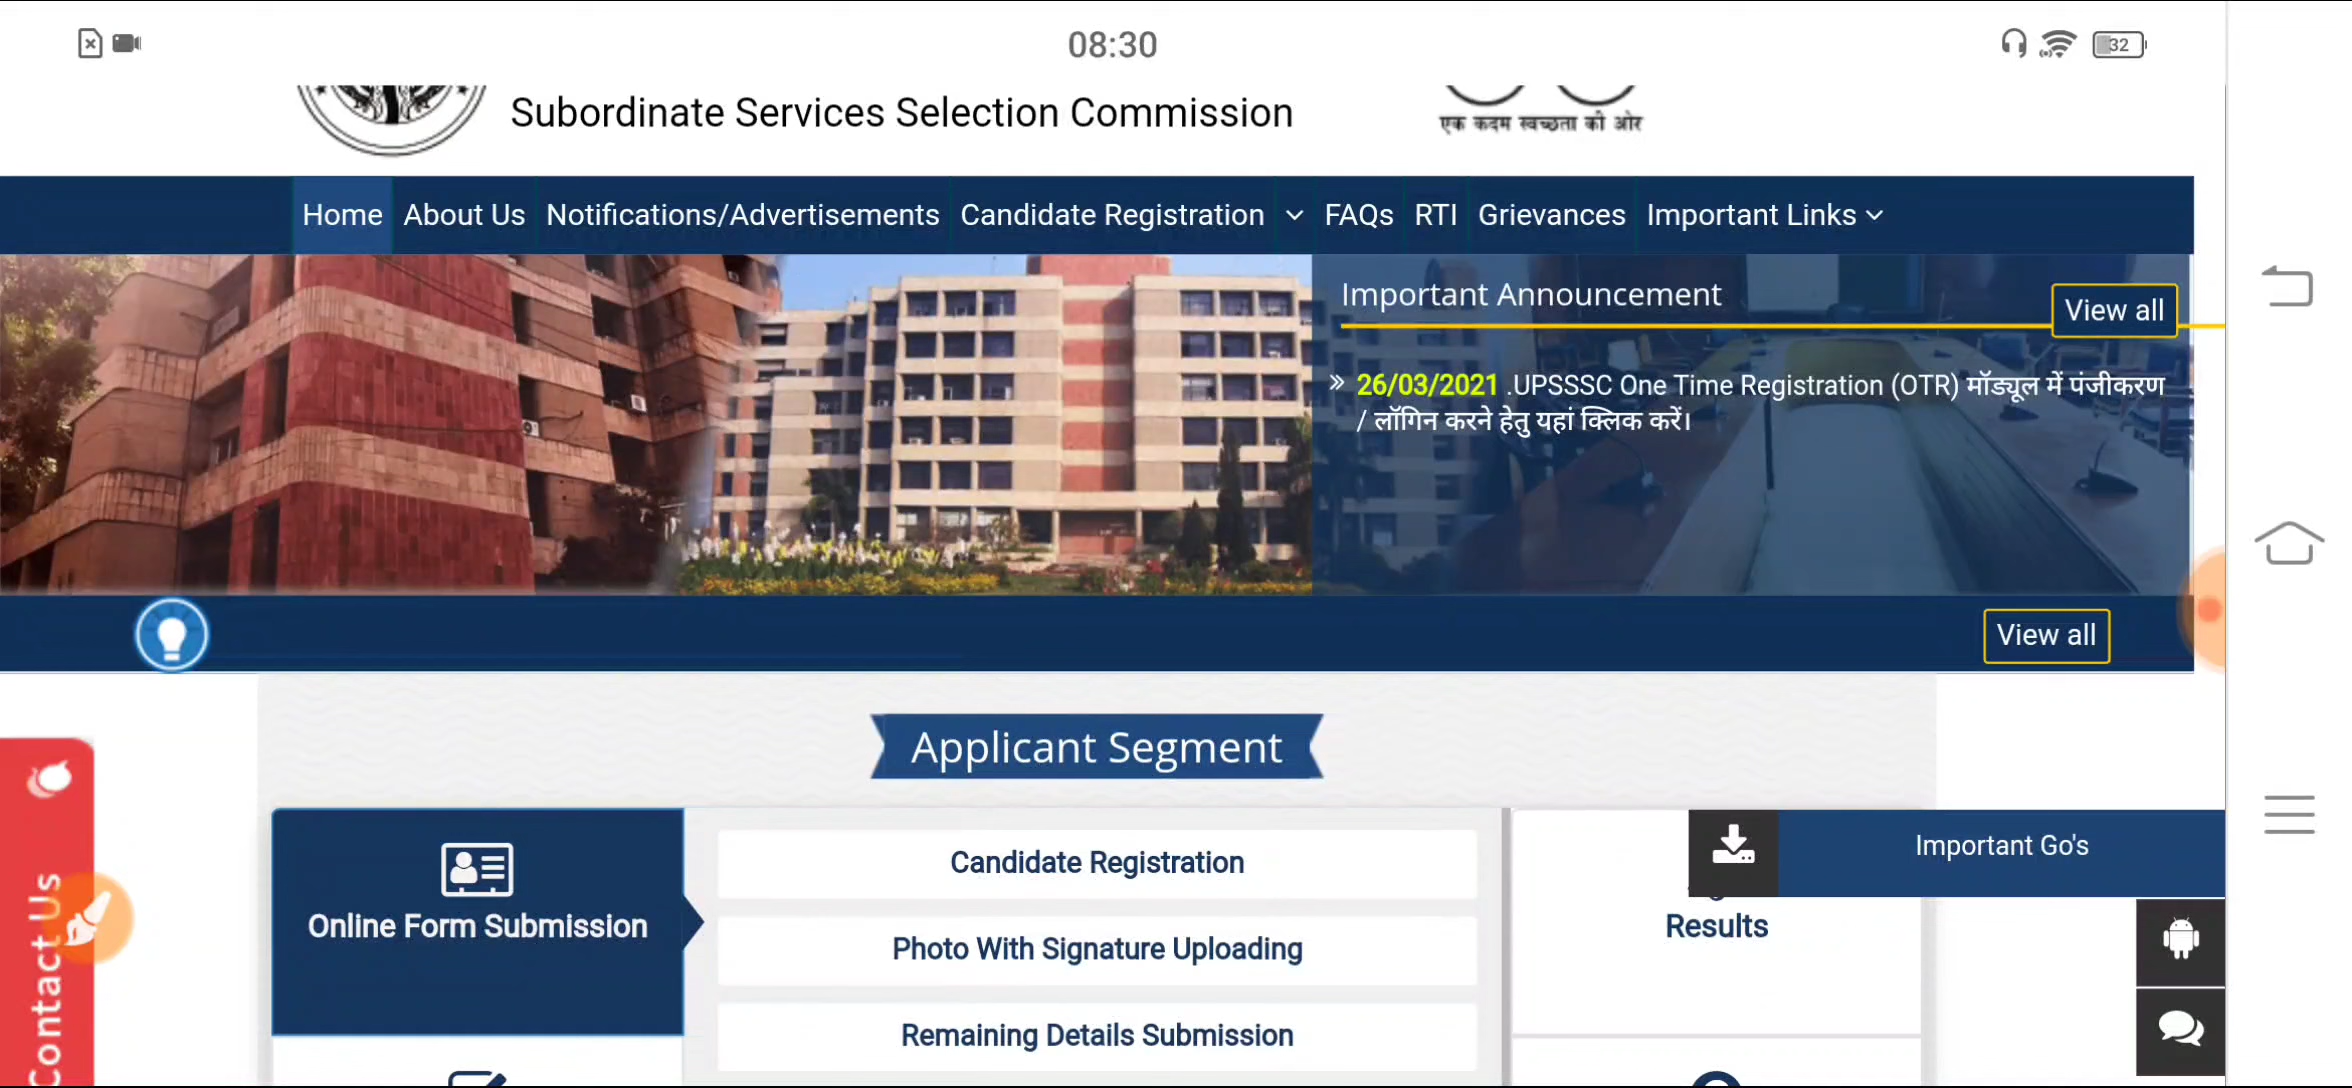 08:30
32
Subordinate Services Selection Commission
एक कदम स्वच्छता की ओर
Home About Us Notifications/Advertisements Candidate Registration FAQs RTI Grievances Important Links
Important Announcement
View all
» 26/03/2021 .UPSSSC One Time Registration (OTR) मॉड्यूल में पंजीकरण
/ लॉगिन करने हेतु यहां क्लिक करें।
View all
Applicant Segment
Online Form Submission
Candidate Registration
Photo With Signature Uploading
Remaining Details Submission
Results
Important Go's
Contact Us